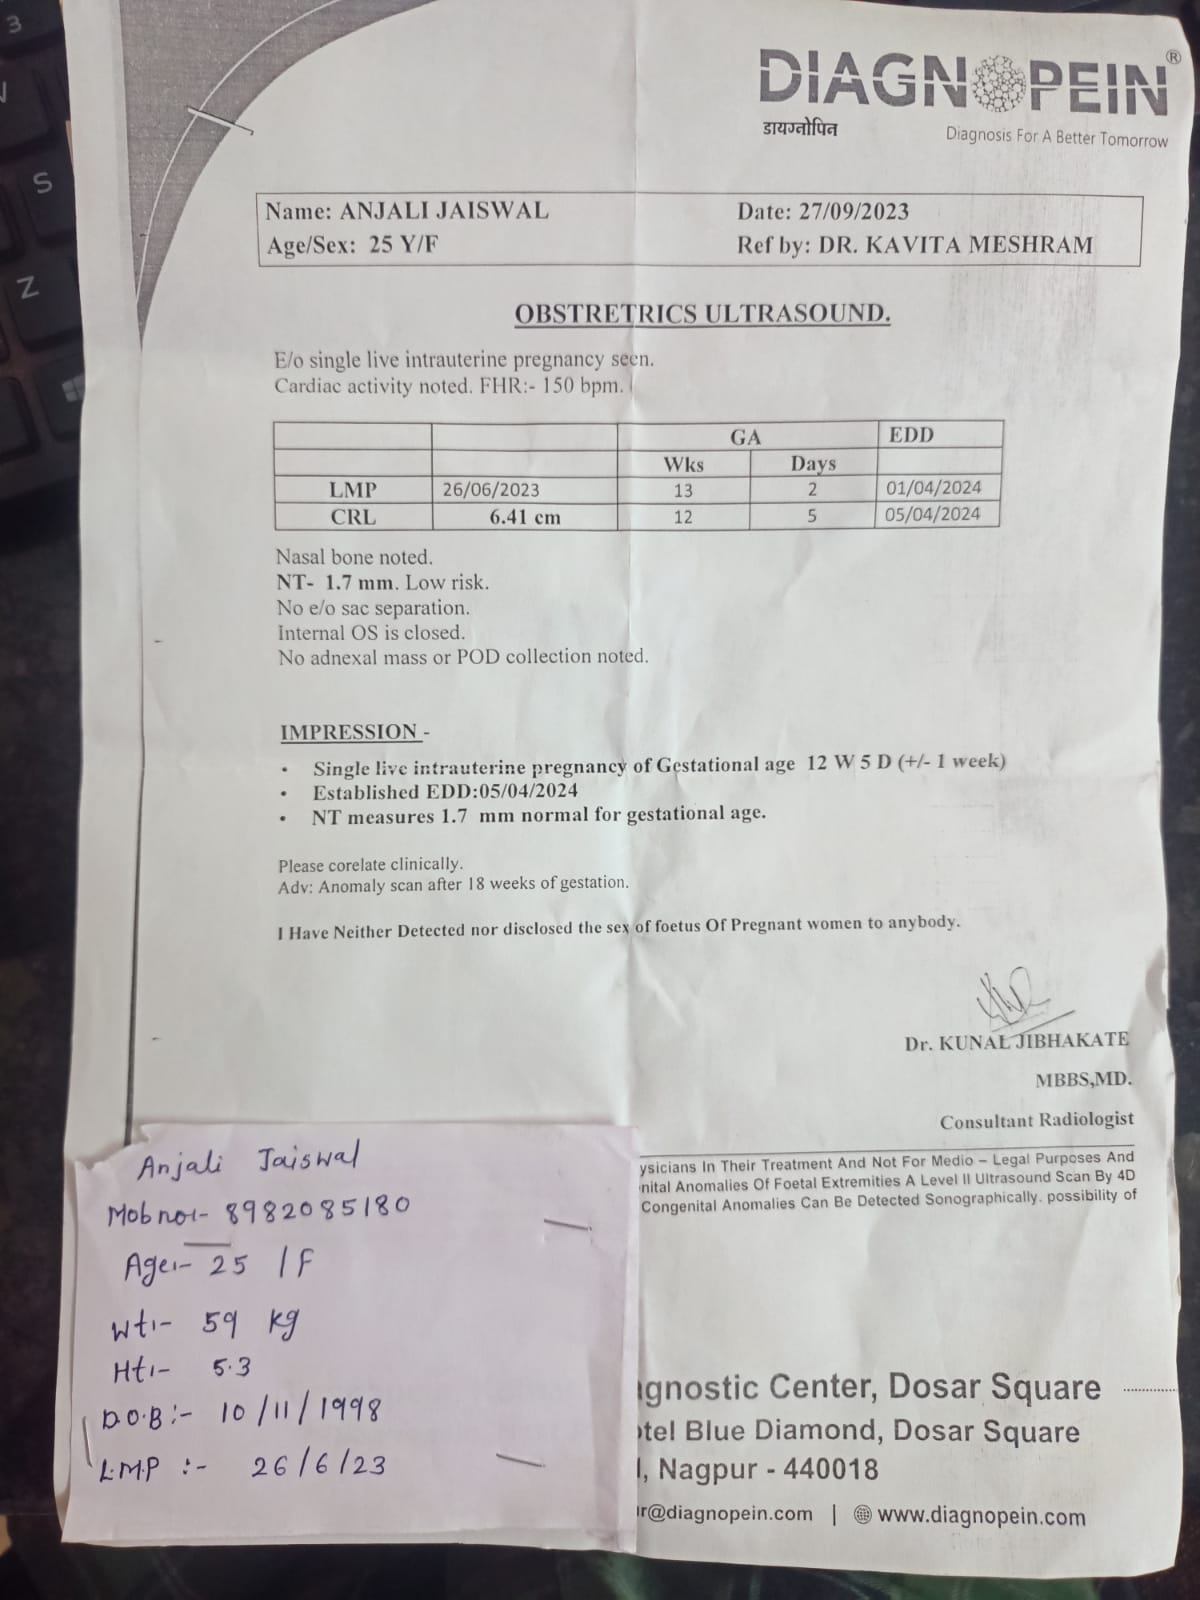 DIAGNOPEIN®
डायग्नोपिन
Diagnosis For A Better Tomorrow
Name: ANJALI JAISWAL Date: 27/09/2023
Age/Sex: 25 Y/F Ref by: DR. KAVITA MESHRAM
OBSTRETRICS ULTRASOUND.
E/o single live intrauterine pregnancy seen.
Cardiac activity noted. FHR:- 150 bpm.
GA EDD
Wks Days
LMP 26/06/2023 13 2 01/04/2024
CRL 6.41 cm 12 5 05/04/2024
Nasal bone noted.
NT- 1.7 mm. Low risk.
No e/o sac separation.
Internal OS is closed.
No adnexal mass or POD collection noted.
IMPRESSION -
• Single live intrauterine pregnancy of Gestational age 12 W 5 D (+/- 1 week)
• Established EDD:05/04/2024
• NT measures 1.7 mm normal for gestational age.
Please corelate clinically.
Adv: Anomaly scan after 18 weeks of gestation.
I Have Neither Detected nor disclosed the sex of foetus Of Pregnant women to anybody.
Dr. KUNAL JIBHAKATE
MBBS,MD.
Consultant Radiologist
ysicians In Their Treatment And Not For Medio – Legal Purposes And
nital Anomalies Of Foetal Extremities A Level II Ultrasound Scan By 4D
Congenital Anomalies Can Be Detected Sonographically. possibility of
Anjali Jaiswal
Mob no:- 8982085180
Age:- 25 / F
Wt:- 59 kg
Ht:- 5.3
D.O.B:- 10/11/1998
L.M.P :- 26/6/23
gnostic Center, Dosar Square
tel Blue Diamond, Dosar Square
, Nagpur - 440018
r@diagnopein.com | www.diagnopein.com
3
S
Z